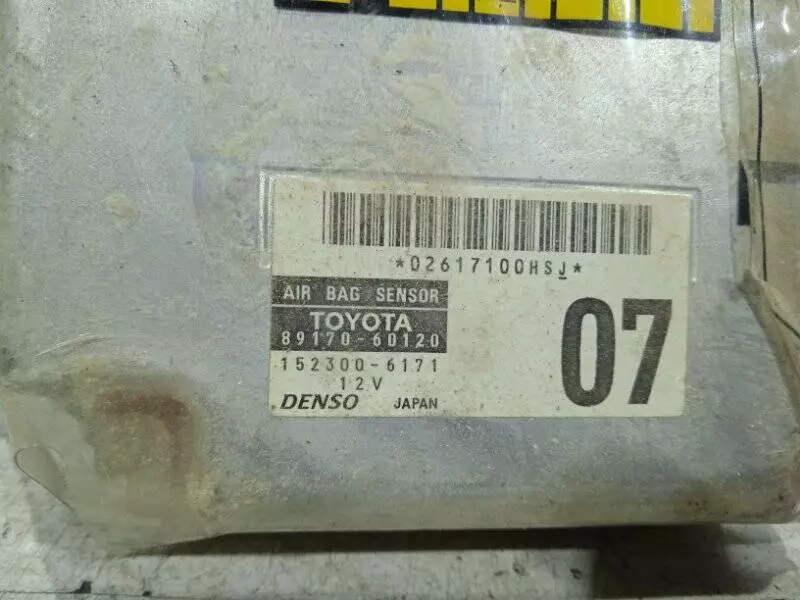 *02617100HSJ*
AIR BAG SENSOR
TOYOTA
89170-60120
152300-6171
12V
DENSO JAPAN
07